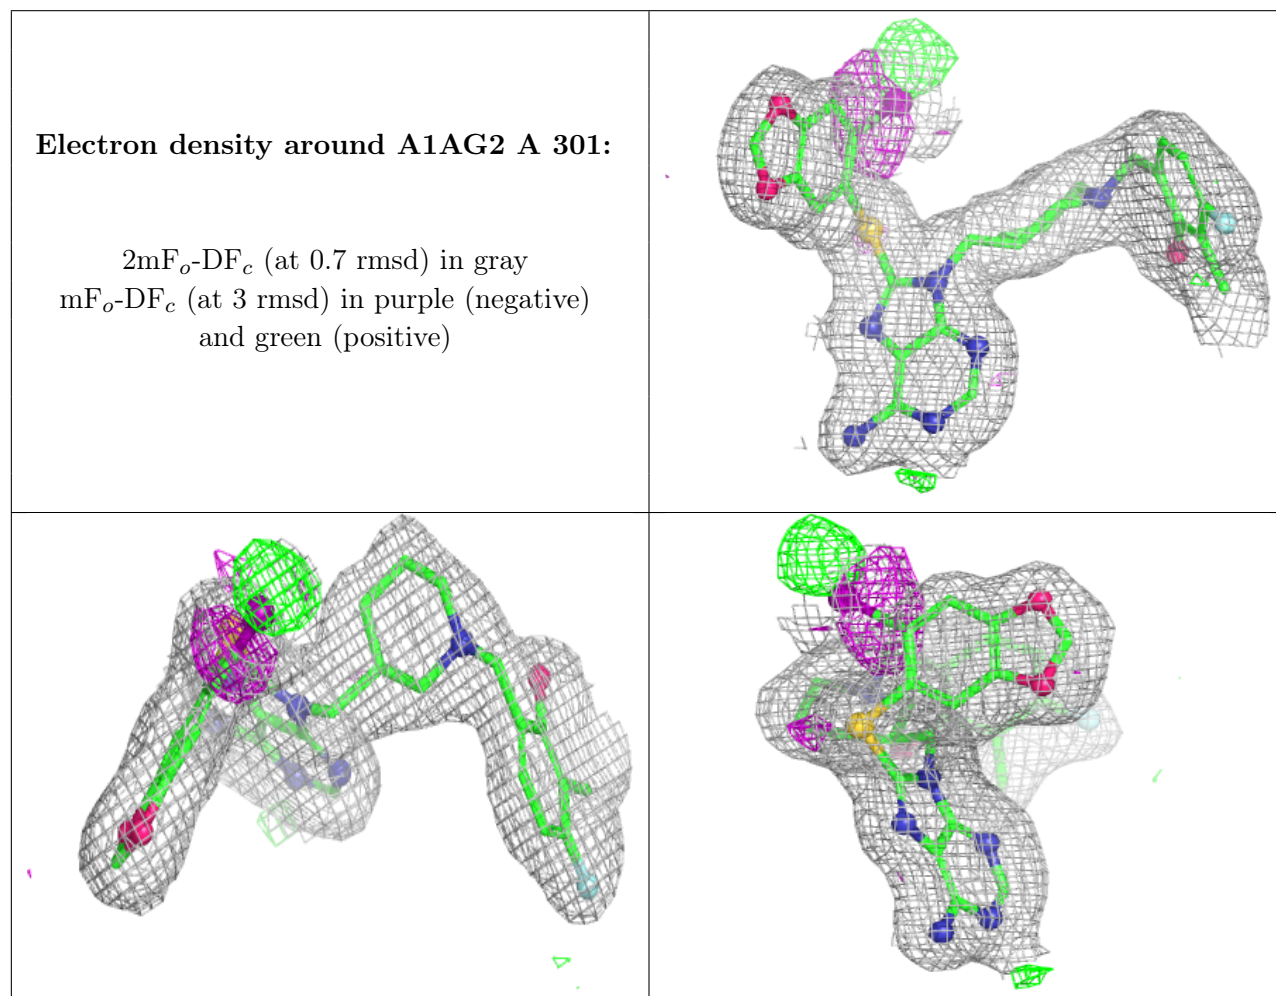 Electron density around A1AG2 A 301:
2mFo-DFc (at 0.7 rmsd) in gray
mFo-DFc (at 3 rmsd) in purple (negative)
and green (positive)